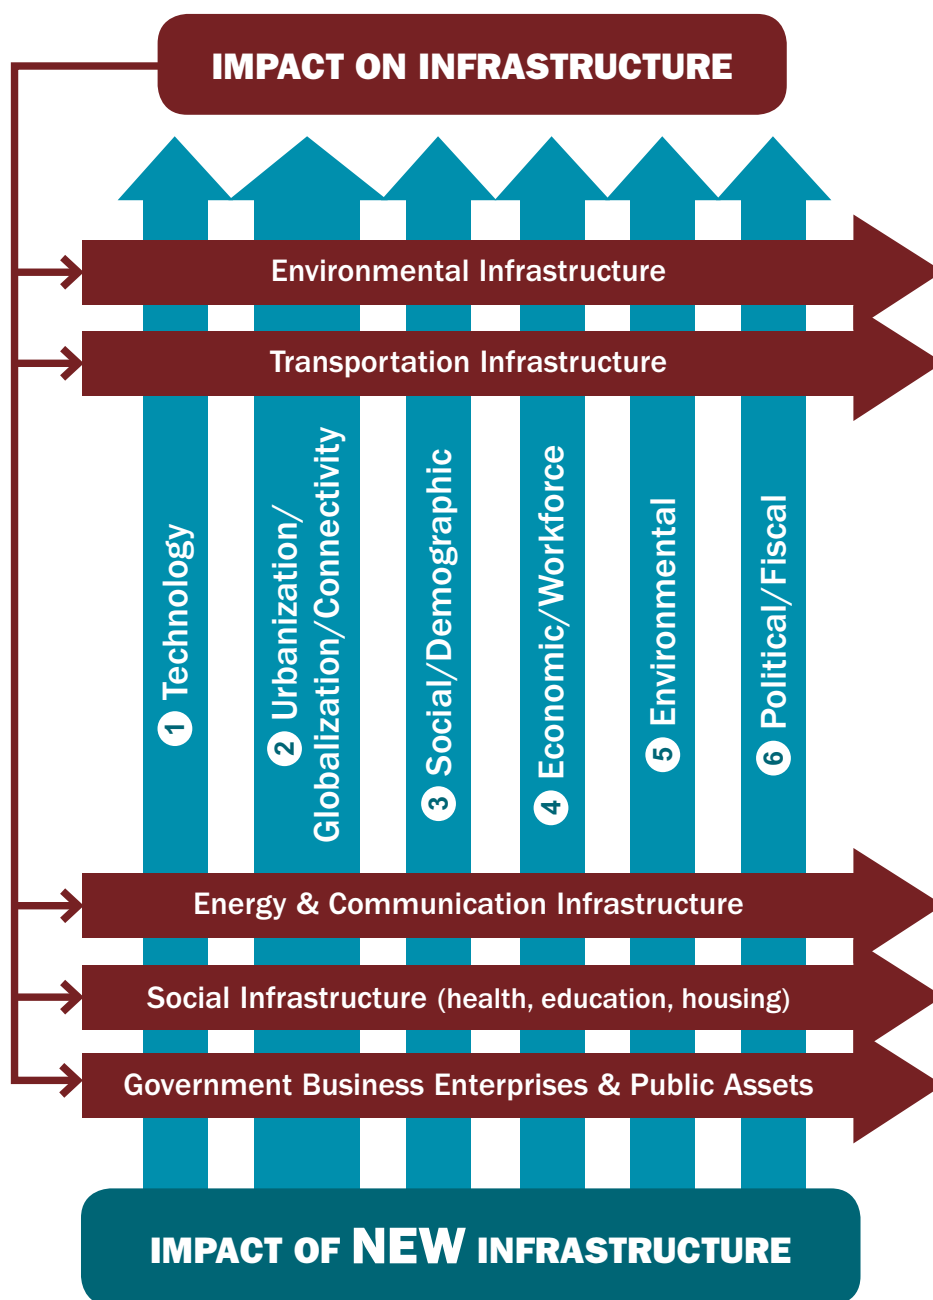 IMPACT ON INFRASTRUCTURE
Environmental Infrastructure
Transportation Infrastructure
1 Technology
2 Urbanization/
Globalization/Connectivity
3 Social/Demographic
4 Economic/Workforce
5 Environmental
6 Political/Fiscal
Energy & Communication Infrastructure
Social Infrastructure (health, education, housing)
Government Business Enterprises & Public Assets
IMPACT OF NEW INFRASTRUCTURE